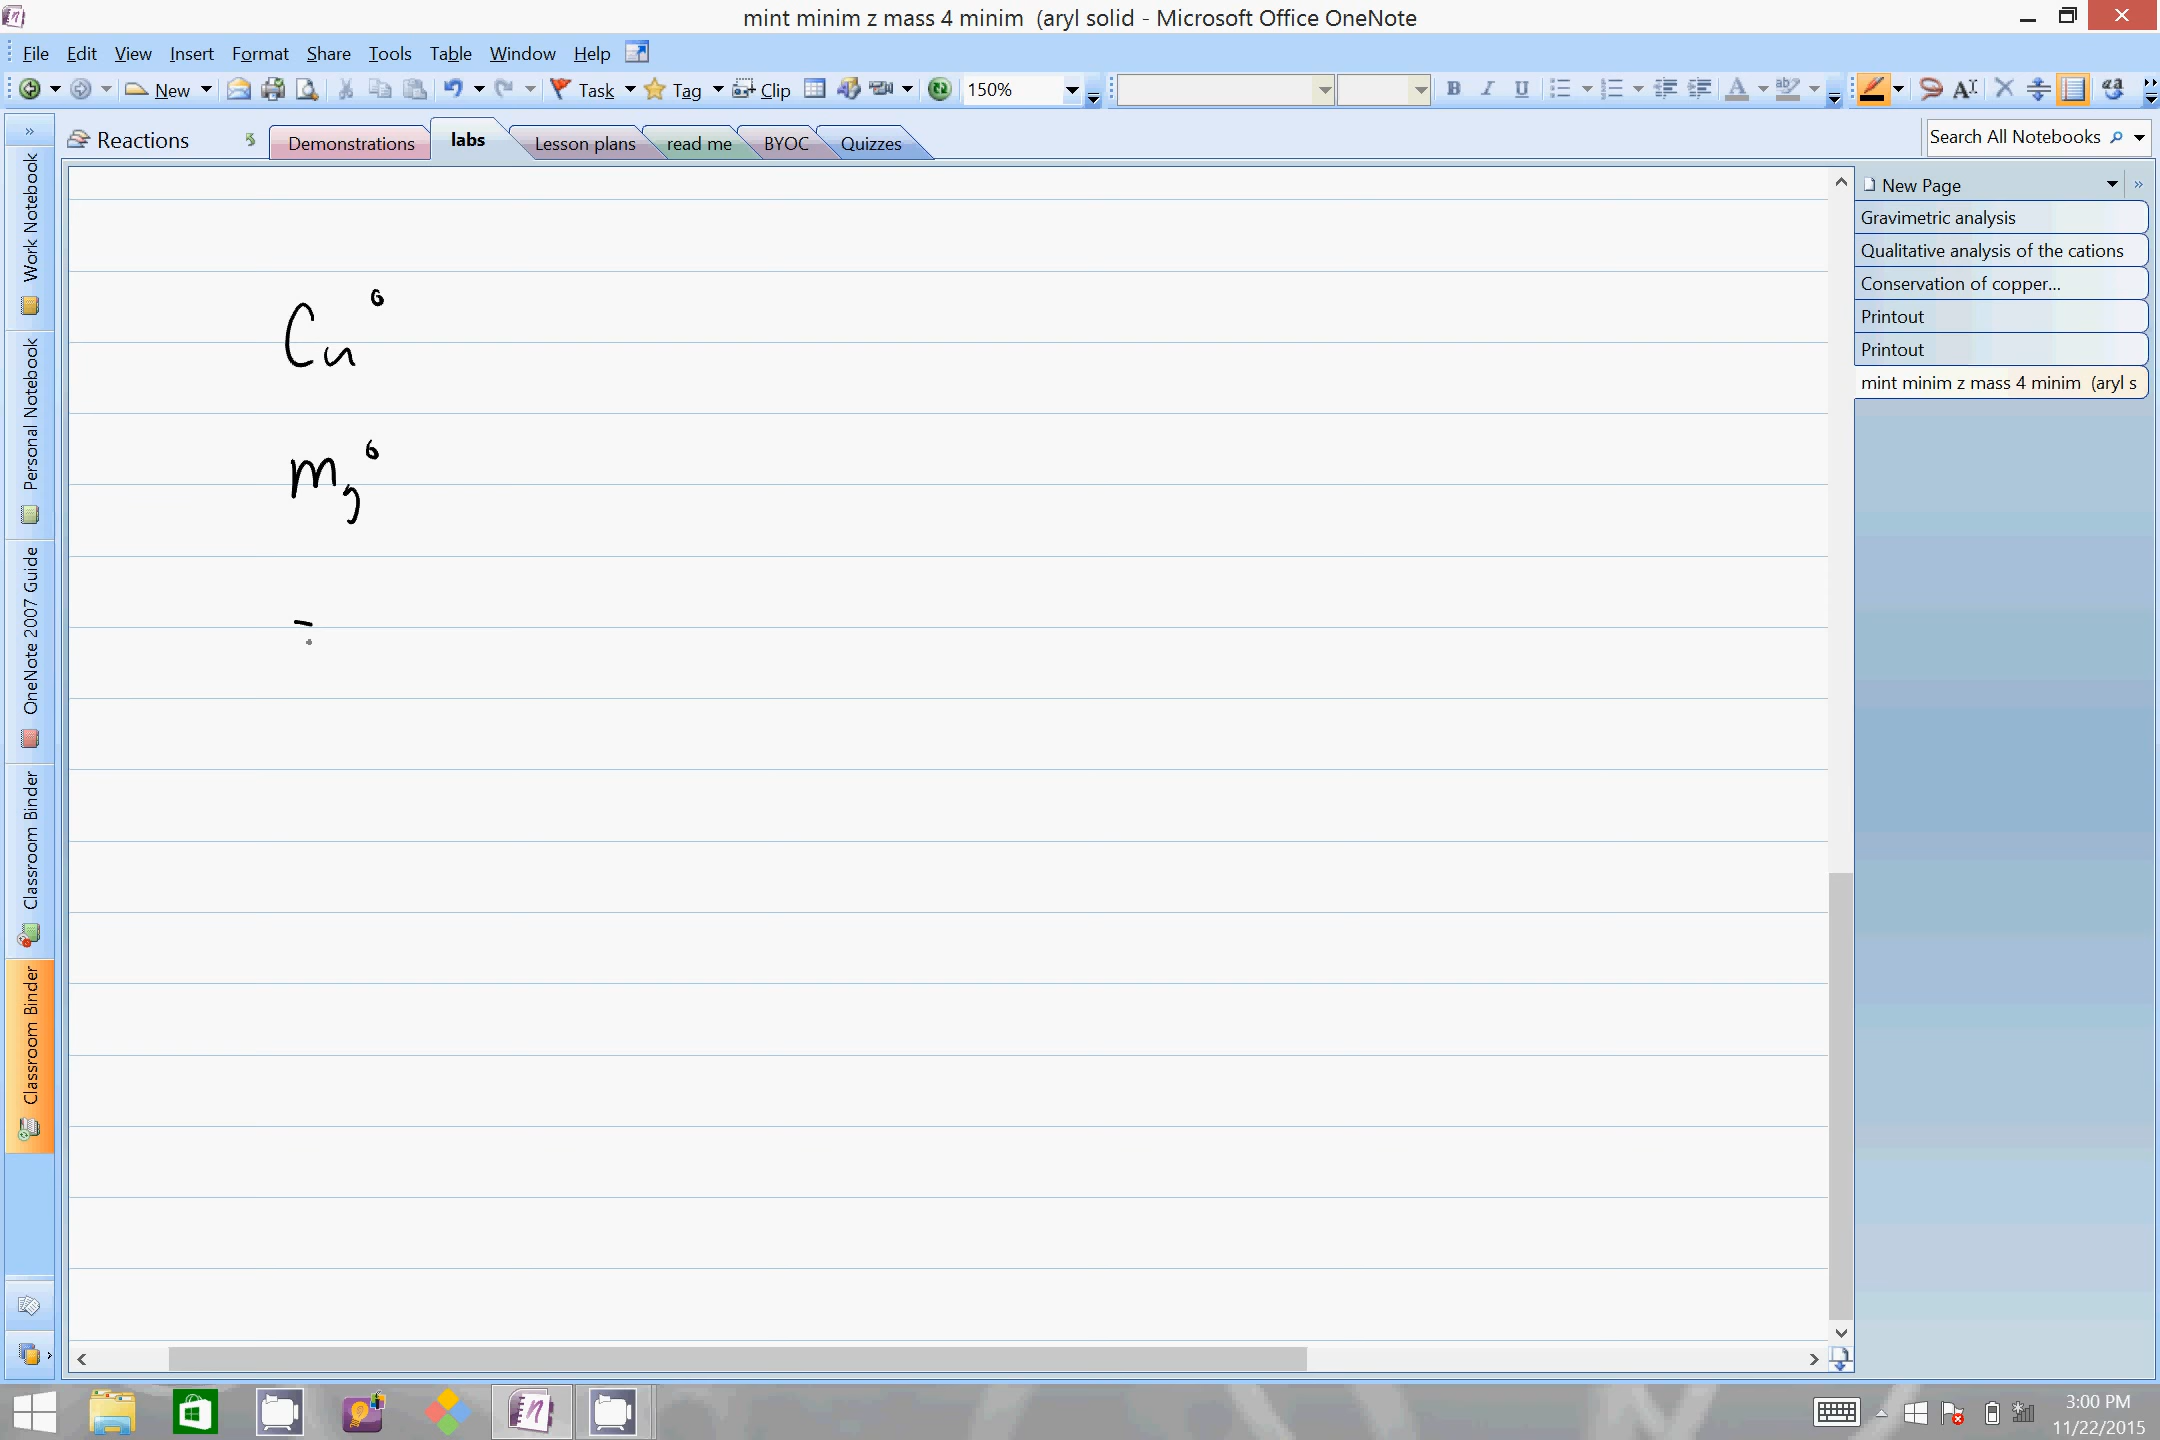 mint minim z mass 4 minim  (aryl solid - Microsoft Office OneNote
File Edit View Insert Format Share Tools Table Window Help
New Task Tag Clip 150% B I U
Reactions Demonstrations labs Lesson plans read me BYOC Quizzes Search All Notebooks
New Page
Gravimetric analysis
Qualitative analysis of the cations
Conservation of copper...
Printout
Printout
mint minim z mass 4 minim  (aryl s
Work Notebook
Personal Notebook
OneNote 2007 Guide
Classroom Binder
Classroom Binder
Cu⁰
Mg⁰
3:00 PM
11/22/2015